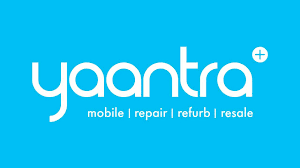 yaantra+
mobile | repair | refurb | resale